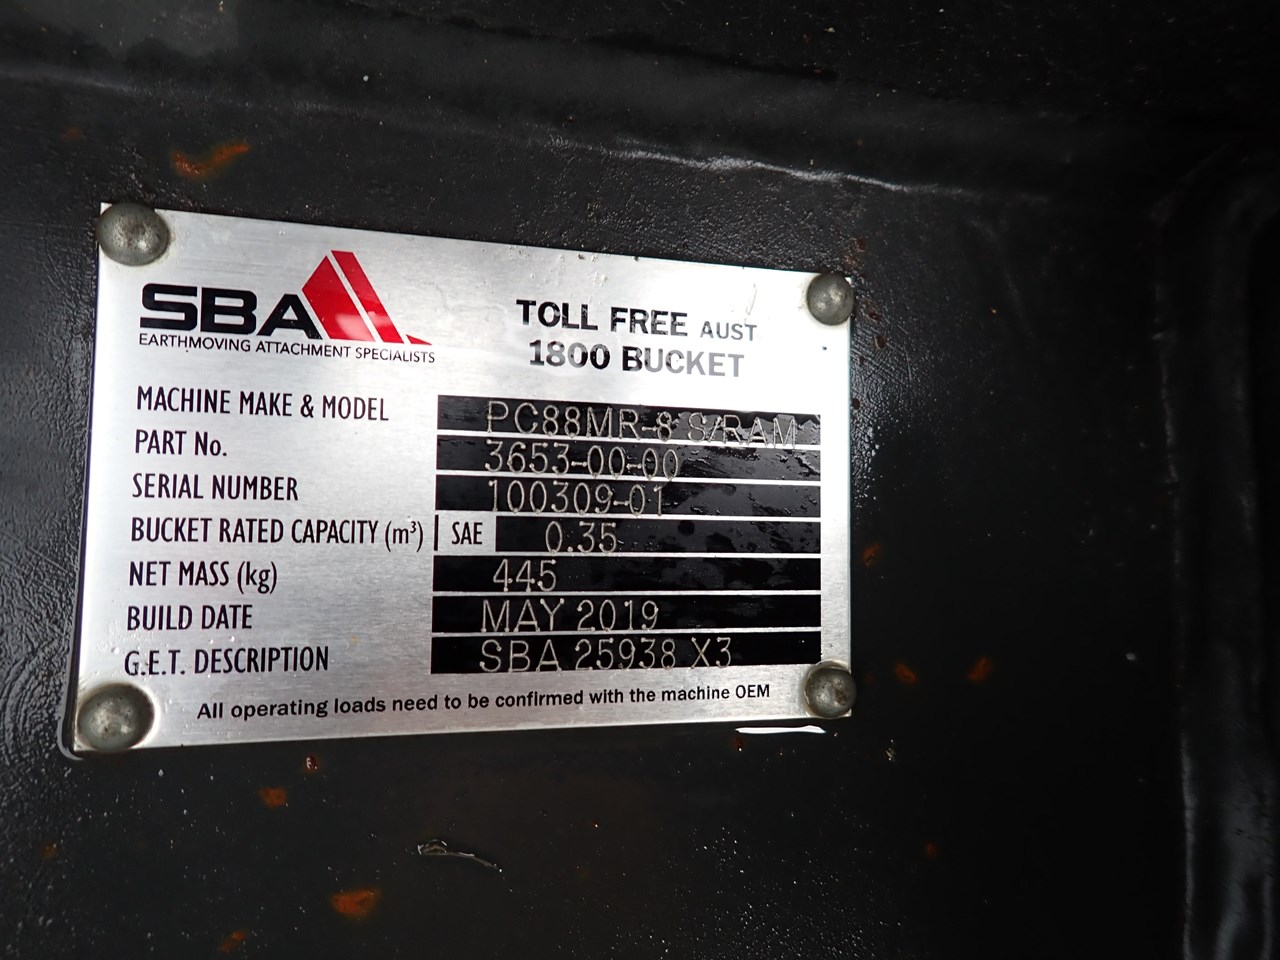 SBA
EARTHMOVING ATTACHMENT SPECIALISTS
TOLL FREE AUST
1800 BUCKET
MACHINE MAKE & MODEL PC88MR-8 S/RAM
PART No. 3653-00-00
SERIAL NUMBER 100309-01
BUCKET RATED CAPACITY (m³) SAE 0.35
NET MASS (kg) 445
BUILD DATE MAY 2019
G.E.T. DESCRIPTION SBA 25938 X3
All operating loads need to be confirmed with the machine OEM